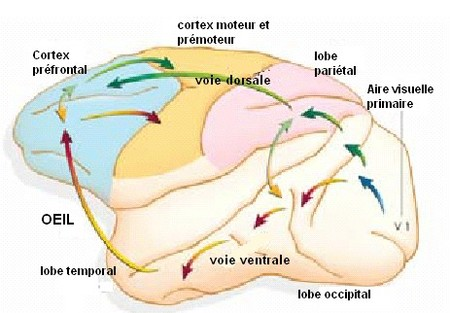 cortex moteur et
prémoteur
Cortex
préfrontal
lobe
pariétal
voie dorsale
Aire visuelle
primaire
OEIL
V 1
voie ventrale
lobe temporal
lobe occipital